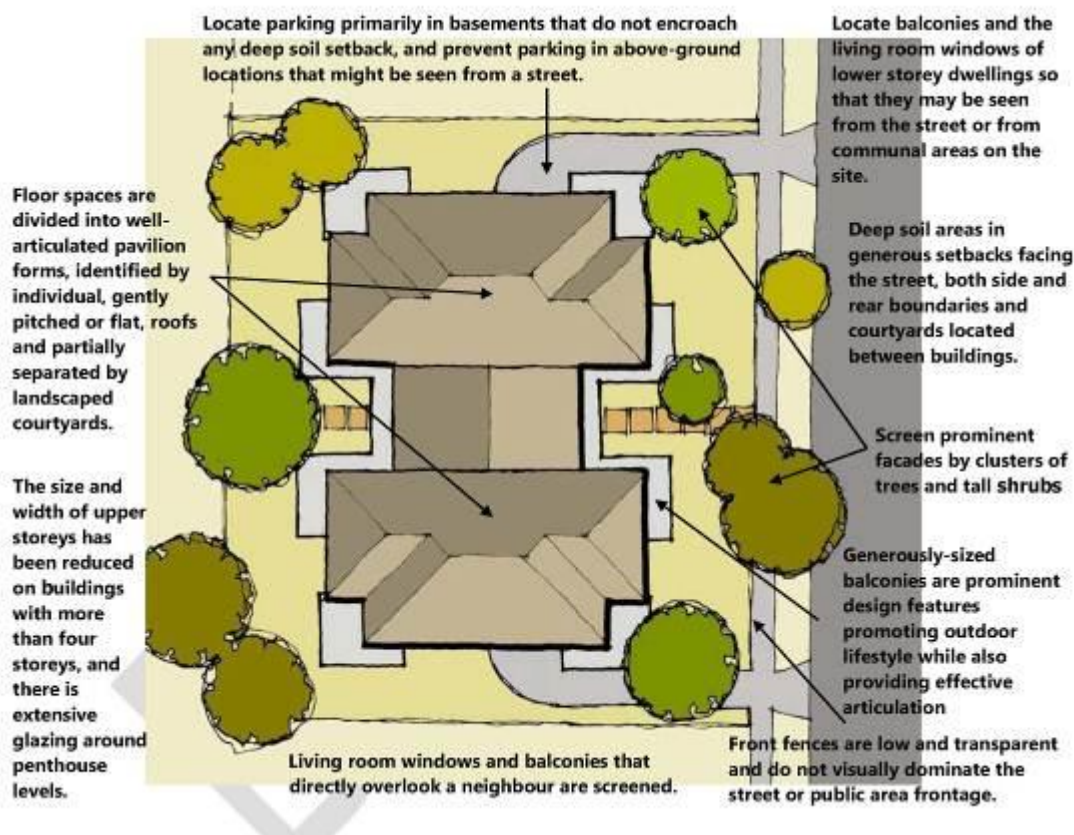 Locate parking primarily in basements that do not encroach
any deep soil setback, and prevent parking in above-ground
locations that might be seen from a street.
Locate balconies and the
living room windows of
lower storey dwellings so
that they may be seen
from the street or from
communal areas on the
site.
Floor spaces are
divided into well-
articulated pavilion
forms, identified by
individual, gently
pitched or flat, roofs
and partially
separated by
landscaped
courtyards.
Deep soil areas in
generous setbacks facing
the street, both side and
rear boundaries and
courtyards located
between buildings.
Screen prominent
facades by clusters of
trees and tall shrubs
The size and
width of upper
storeys has
been reduced
on buildings
with more
than four
storeys, and
there is
extensive
glazing around
penthouse
levels.
Generously-sized
balconies are prominent
design features
promoting outdoor
lifestyle while also
providing effective
articulation
Living room windows and balconies that
directly overlook a neighbour are screened.
Front fences are low and transparent
and do not visually dominate the
street or public area frontage.